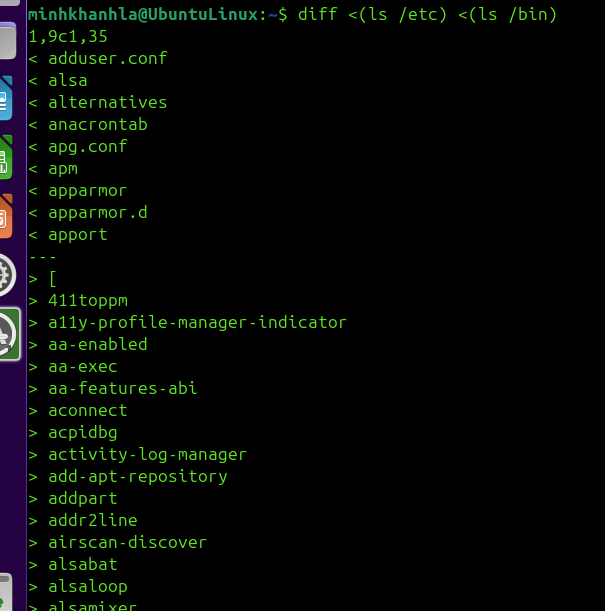 minhkhanhla@UbuntuLinux:~$ diff <(ls /etc) <(ls /bin)
1,9c1,35
< adduser.conf
< alsa
< alternatives
< anacrontab
< apg.conf
< apm
< apparmor
< apparmor.d
< apport
---
> [
> 411toppm
> a11y-profile-manager-indicator
> aa-enabled
> aa-exec
> aa-features-abi
> aconnect
> acpidbg
> activity-log-manager
> add-apt-repository
> addpart
> addr2line
> airscan-discover
> alsabat
> alsaloop
> alsamixer